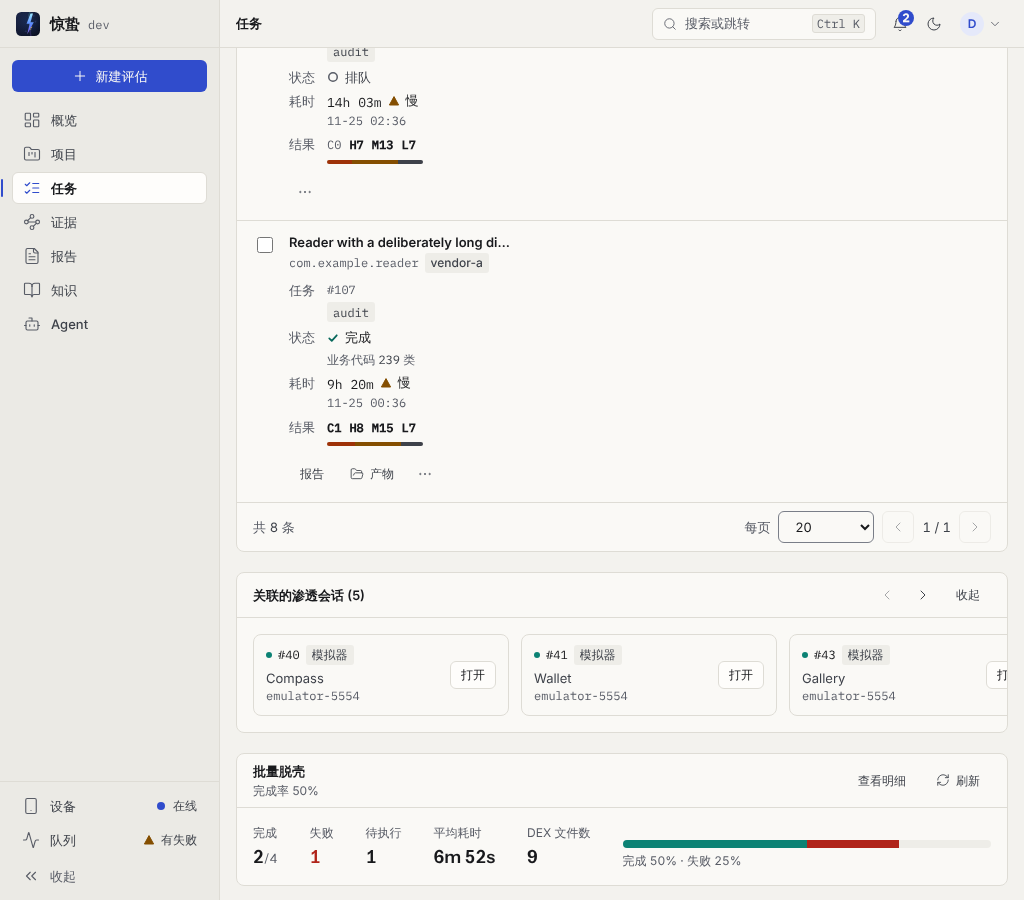 惊蛰 dev
任务
搜索或跳转 Ctrl K
2
D
新建评估
概览
项目
任务
证据
报告
知识
Agent
设备 在线
队列 有失败
收起
audit
状态 排队
耗时 14h 03m 慢
11-25 02:36
结果 C0 H7 M13 L7
...
Reader with a deliberately long di...
com.example.reader vendor-a
任务 #107
audit
状态 完成
业务代码 239 类
耗时 9h 20m 慢
11-25 00:36
结果 C1 H8 M15 L7
报告 产物 ...
共 8 条 每页 20 1 / 1
关联的渗透会话 (5) 收起
#40 模拟器
Compass
emulator-5554
打开
#41 模拟器
Wallet
emulator-5554
打开
#43 模拟器
Gallery
emulator-5554
打
批量脱壳
完成率 50%
查看明细 刷新
完成 失败 待执行 平均耗时 DEX 文件数
2/4 1 1 6m 52s 9
完成 50% · 失败 25%